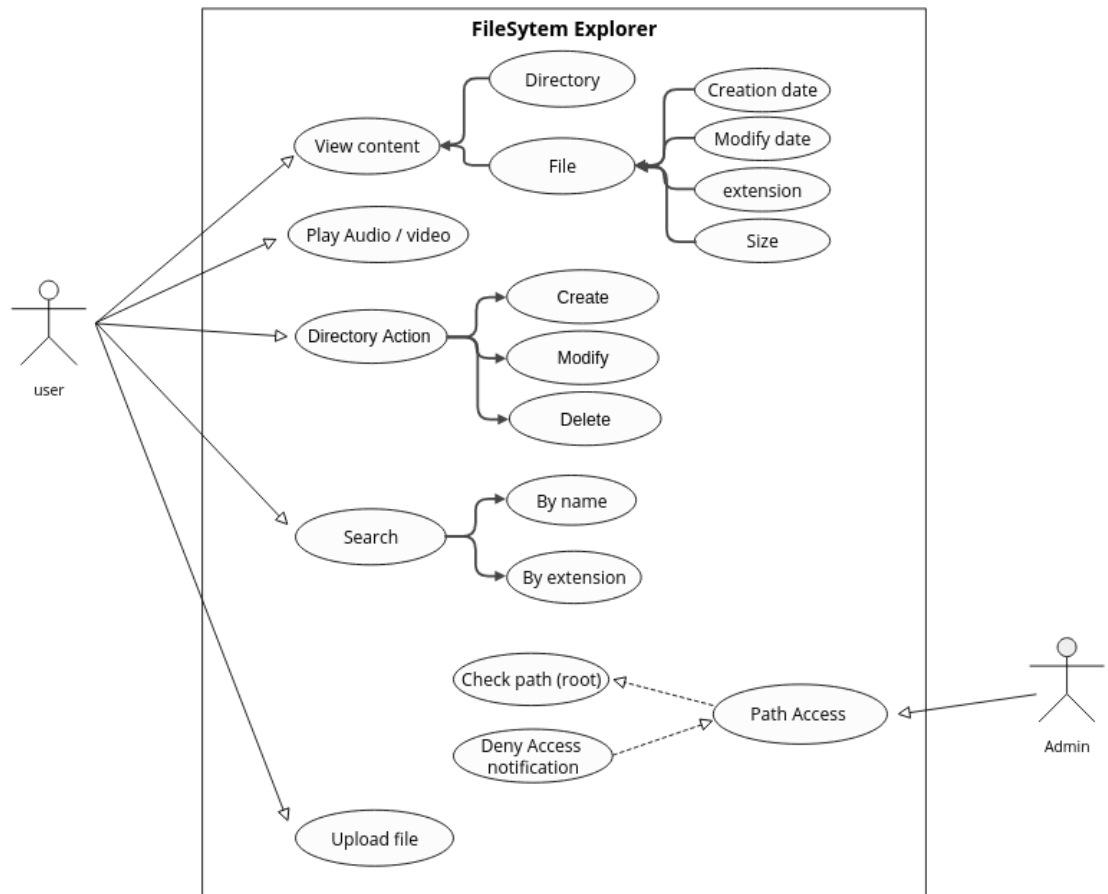 FileSytem Explorer
Directory
Creation date
View content
File
Modify date
extension
Size
Play Audio / video
user
Directory Action
Create
Modify
Delete
Search
By name
By extension
Check path (root)
Path Access
Deny Access
notification
Admin
Upload file